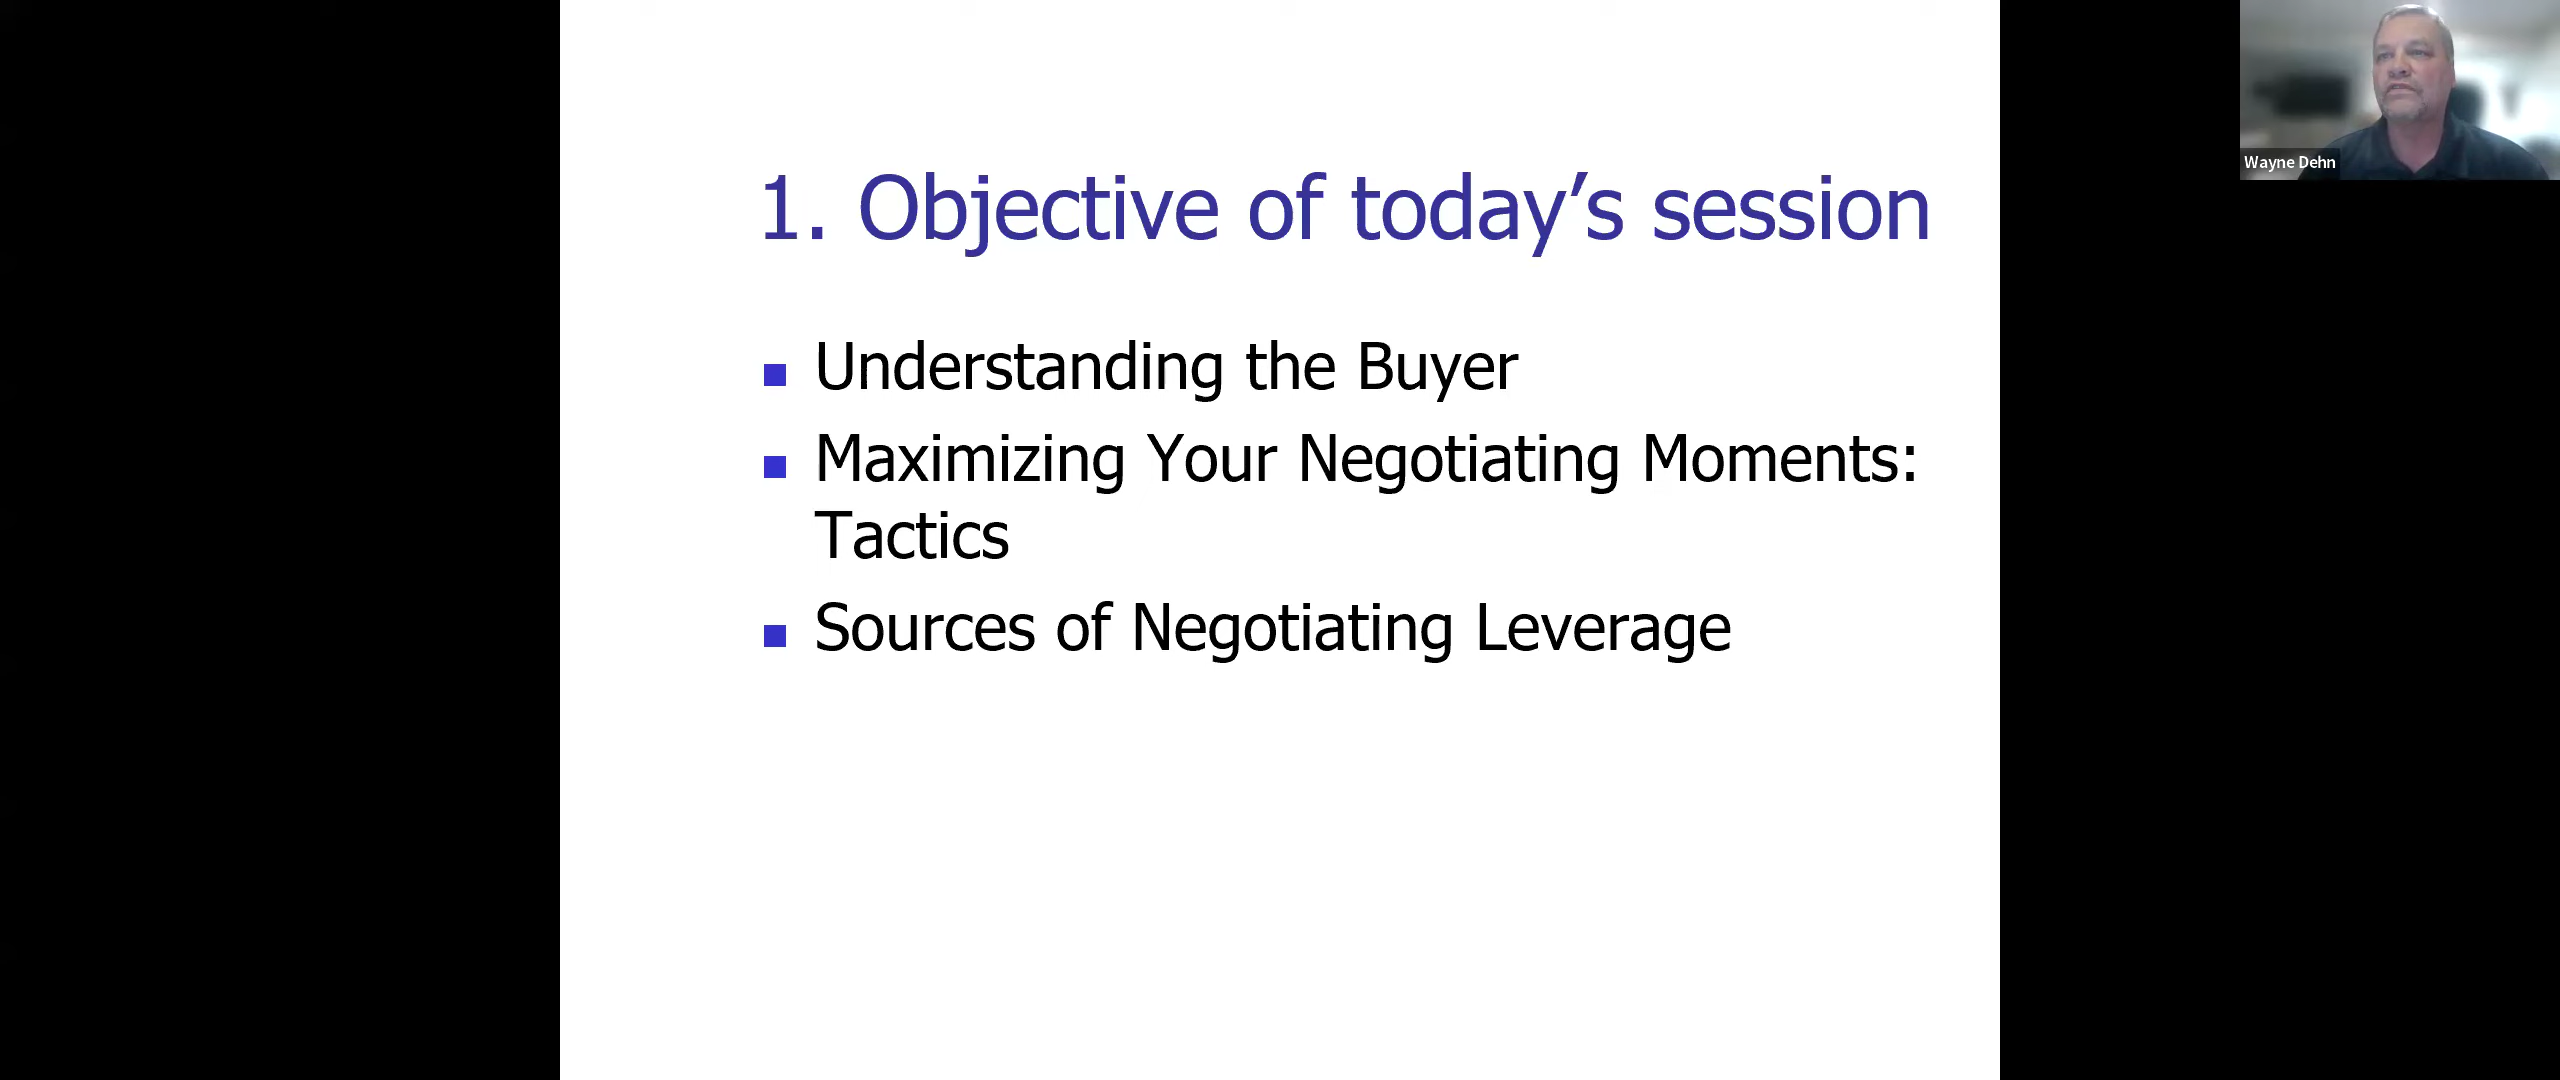 1. Objective of today’s session
Understanding the Buyer
Maximizing Your Negotiating Moments:
Tactics
Sources of Negotiating Leverage
Wayne Dehn